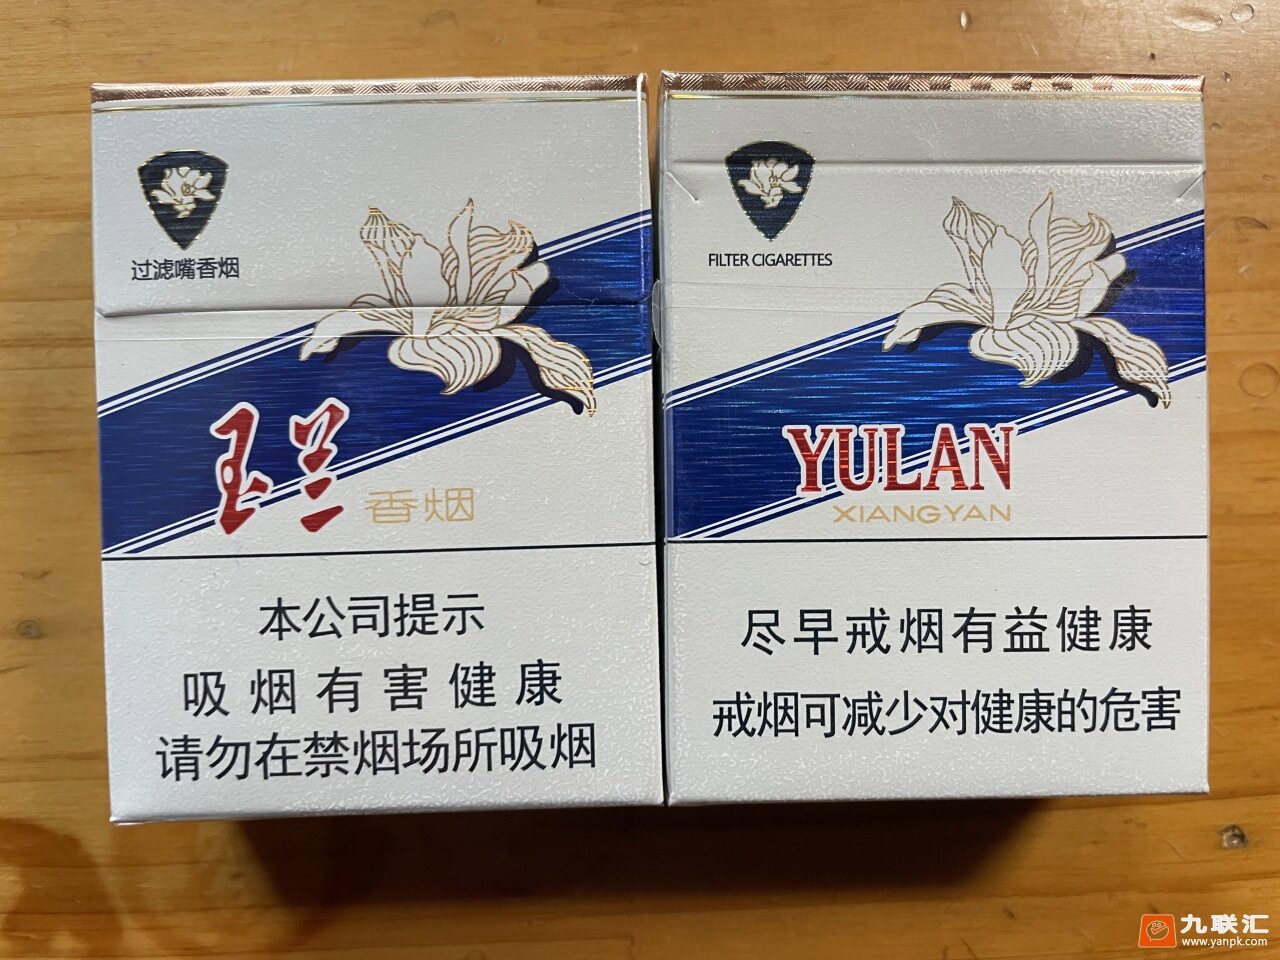 过滤嘴香烟
玉兰 香烟
本公司提示
吸烟有害健康
请勿在禁烟场所吸烟
FILTER CIGARETTES
YULAN
XIANGYAN
尽早戒烟有益健康
戒烟可减少对健康的危害
九联汇
www.yanpk.com